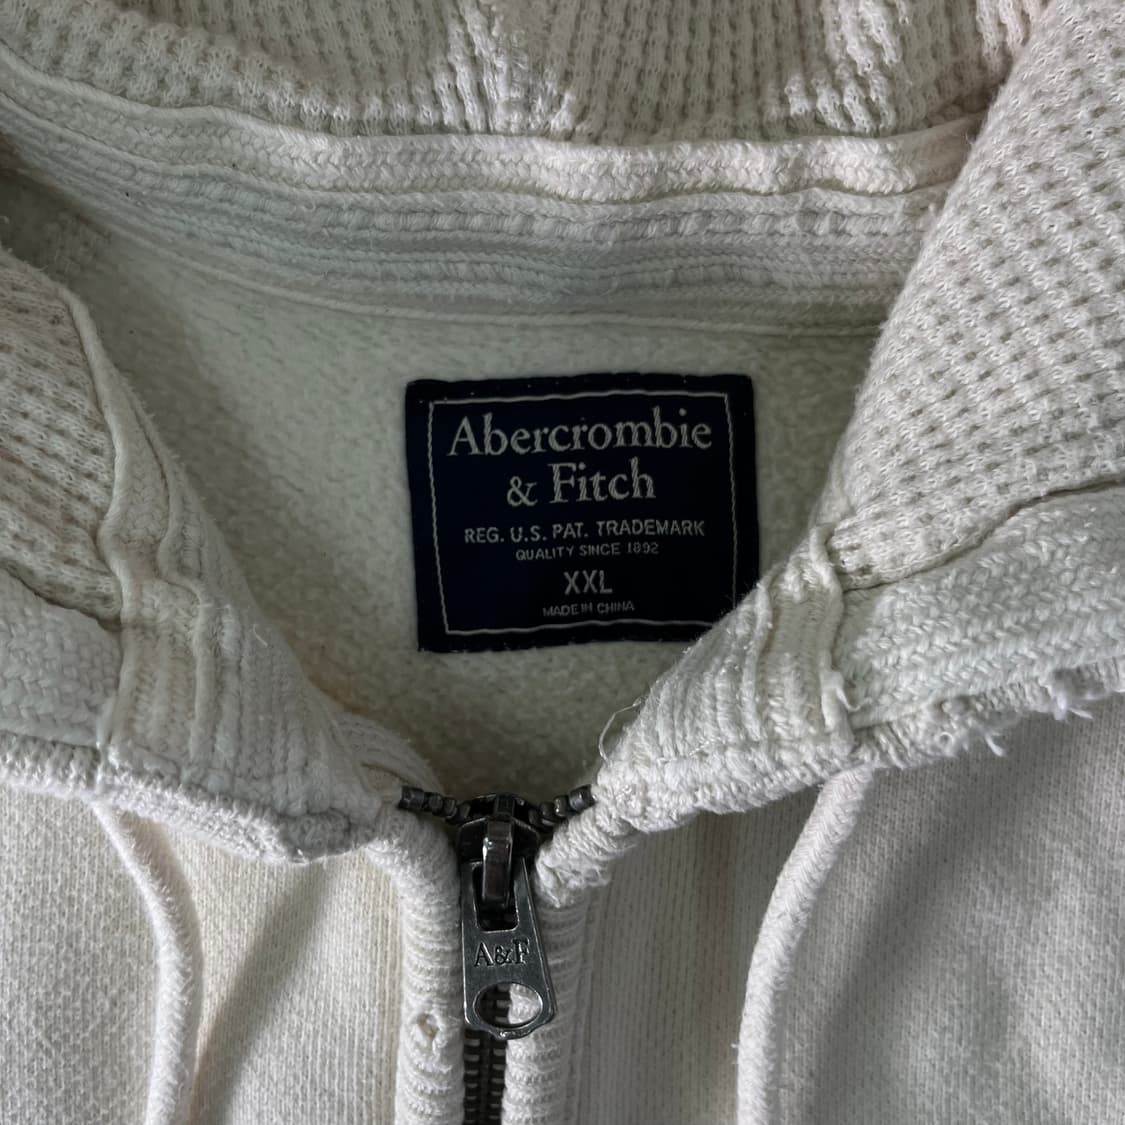 Abercrombie
& Fitch
REG. U.S. PAT. TRADEMARK
QUALITY SINCE 1892
XXL
MADE IN CHINA
A&F